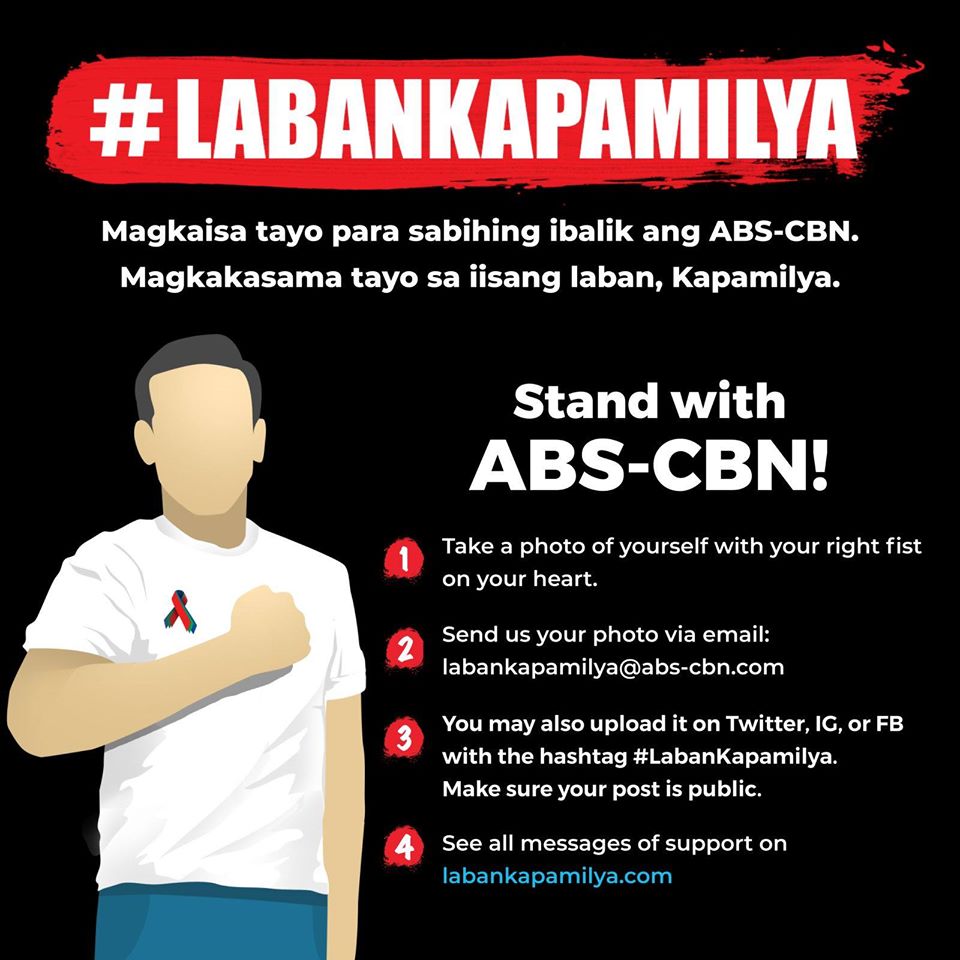 #LABANKAPAMILYA
Magkaisa tayo para sabihing ibalik ang ABS-CBN.
Magkakasama tayo sa iisang laban, Kapamilya.
Stand with
ABS-CBN!
1 Take a photo of yourself with your right fist
on your heart.
2 Send us your photo via email:
labankapamilya@abs-cbn.com
3 You may also upload it on Twitter, IG, or FB
with the hashtag #LabanKapamilya.
Make sure your post is public.
4 See all messages of support on
labankapamilya.com